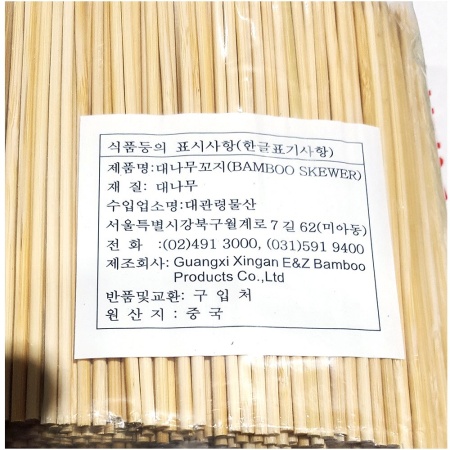 식품등의 표시사항(한글표기사항)
제품명:대나무꼬지(BAMBOO SKEWER)
재 질: 대나무
수입업소명:대관령물산
서울특별시강북구월계로7길62(미아동)
전 화 :(02)491 3000, (031)591 9400
제조회사: Guangxi Xingan E&Z Bamboo
Products Co.,Ltd
반품및교환: 구 입 처
원 산 지 : 중 국